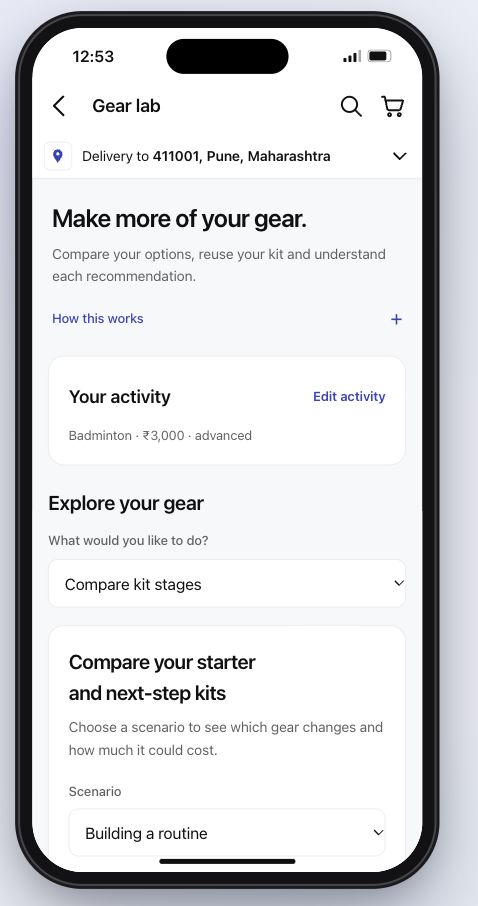 12:53
Gear lab
Delivery to 411001, Pune, Maharashtra
Make more of your gear.
Compare your options, reuse your kit and understand
each recommendation.
How this works +
Your activity Edit activity
Badminton · ₹3,000 · advanced
Explore your gear
What would you like to do?
Compare kit stages
Compare your starter
and next-step kits
Choose a scenario to see which gear changes and
how much it could cost.
Scenario
Building a routine